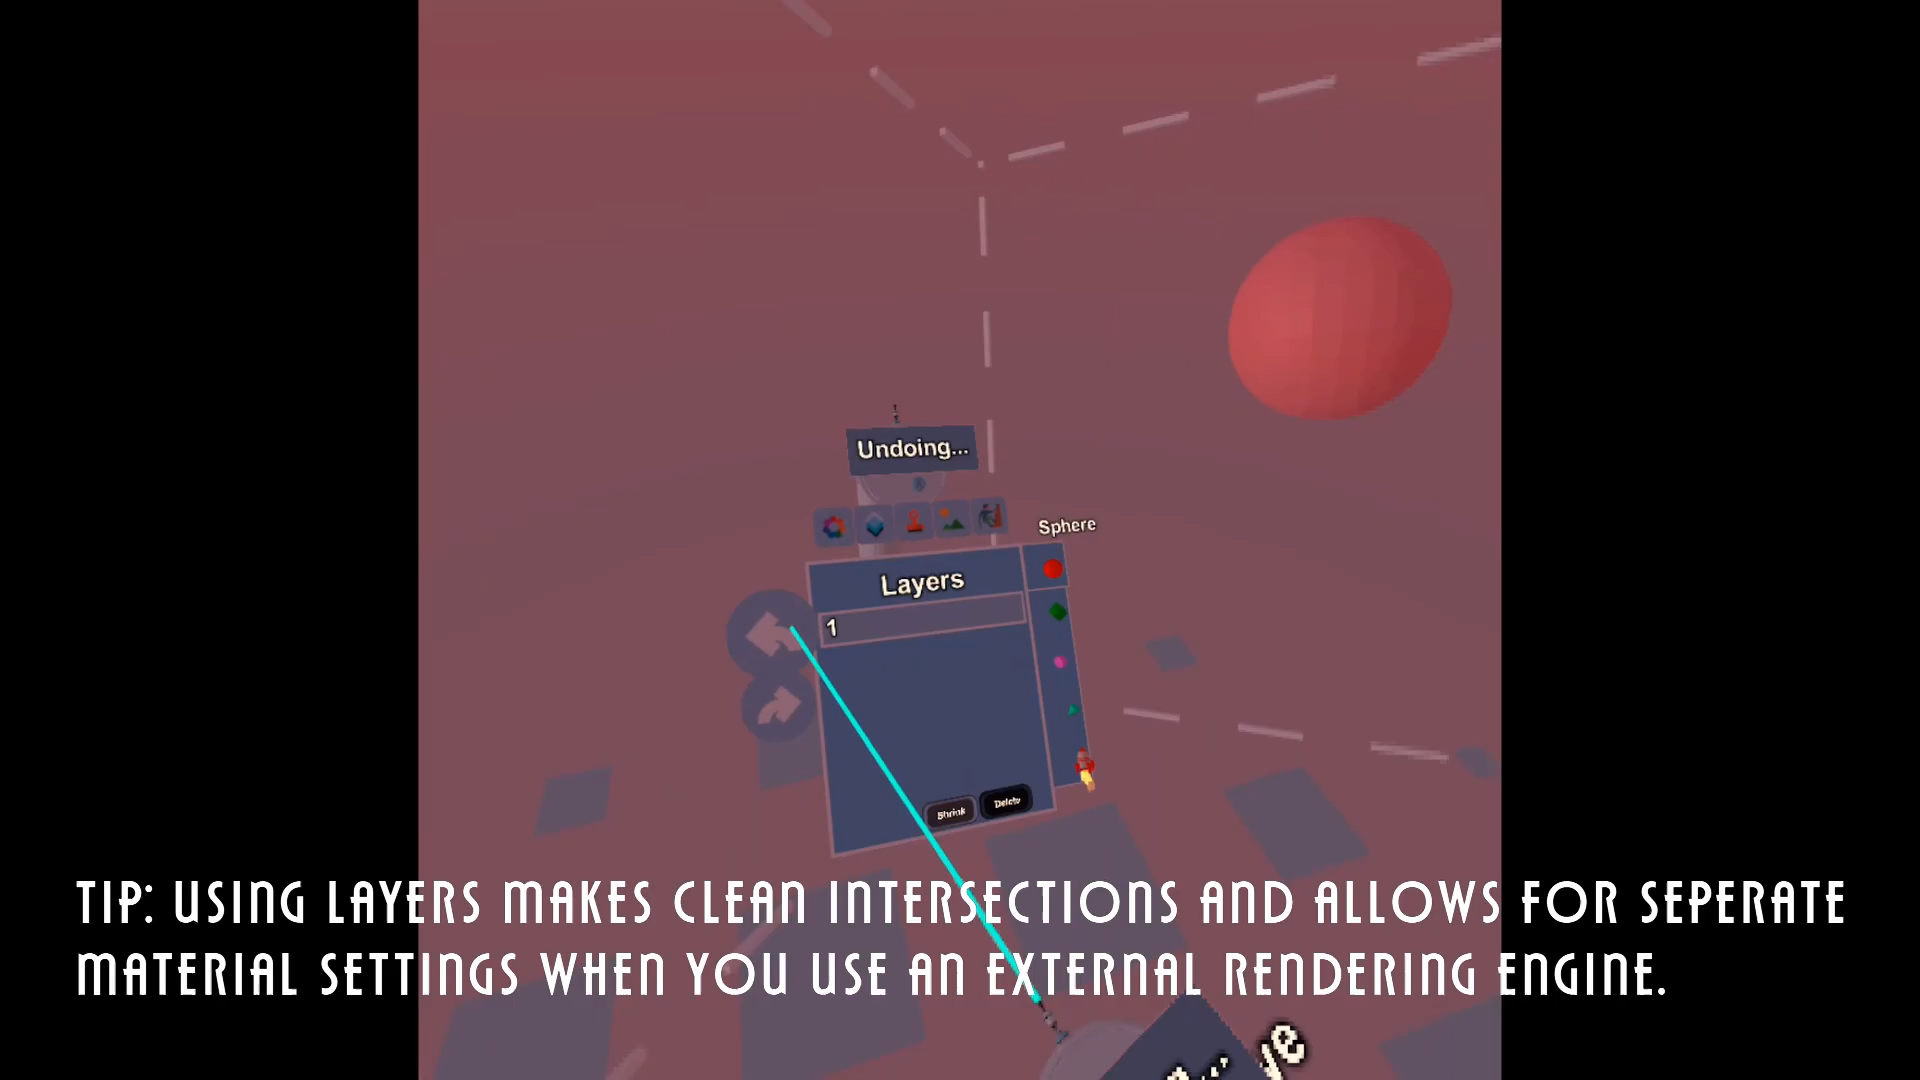 Undoing...
Sphere
Layers
1
Shrink
Delete
TIP: USING LAYERS MAKES CLEAN INTERSECTIONS AND ALLOWS FOR SEPERATE
MATERIAL SETTINGS WHEN YOU USE AN EXTERNAL RENDERING ENGINE.